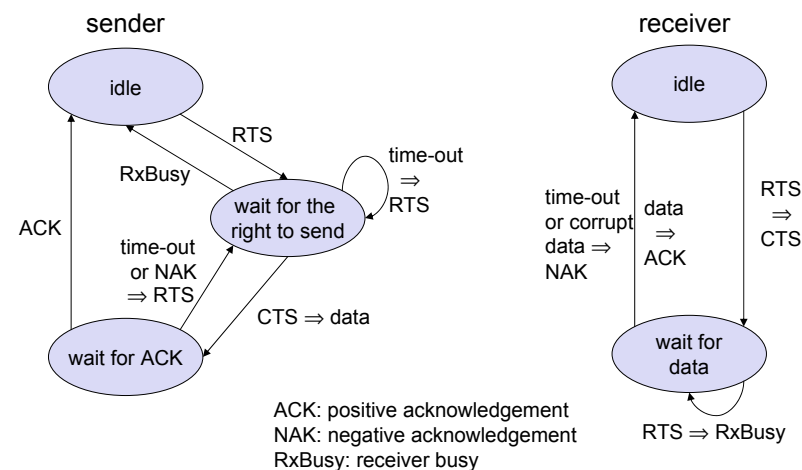 sender
idle
RTS
RxBusy
time-out
⇒
RTS
wait for the
right to send
ACK
time-out
or NAK
⇒ RTS
CTS ⇒ data
wait for ACK
receiver
idle
time-out
or corrupt
data ⇒
NAK
data
⇒
ACK
RTS
⇒
CTS
wait for
data
RTS ⇒ RxBusy
ACK: positive acknowledgement
NAK: negative acknowledgement
RxBusy: receiver busy